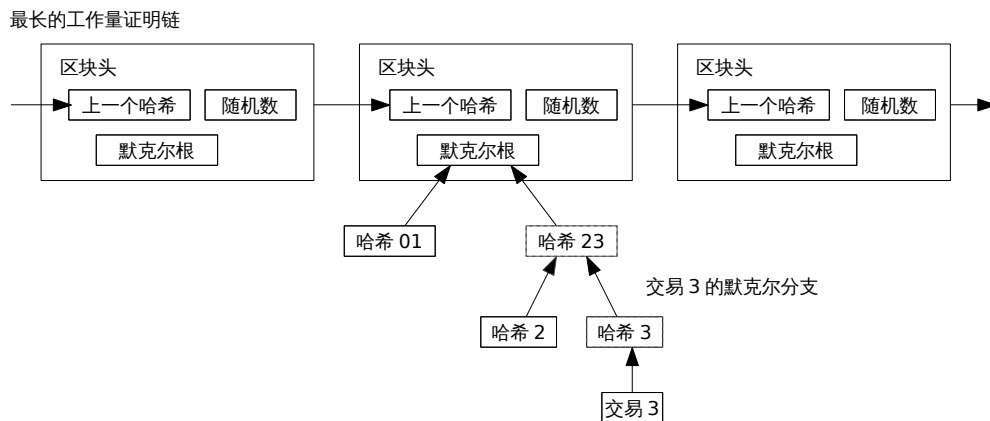 最长的工作量证明链
区块头 区块头 区块头
上一个哈希 随机数 上一个哈希 随机数 上一个哈希 随机数
默克尔根 默克尔根 默克尔根
哈希 01 哈希 23
交易 3 的默克尔分支
哈希 2 哈希 3
交易 3